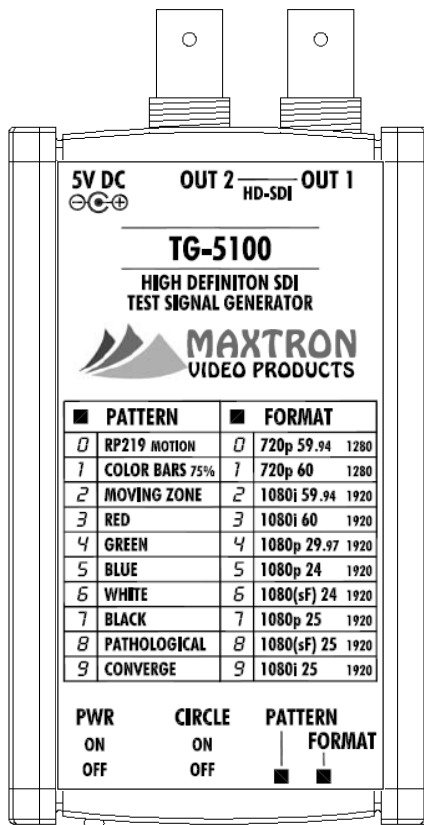 5V DC OUT 2 OUT 1
HD-SDI
TG-5100
HIGH DEFINITON SDI
TEST SIGNAL GENERATOR
MAXTRON
VIDEO PRODUCTS
PATTERN FORMAT
0 RP219 MOTION 0 720p 59.94 1280
1 COLOR BARS 75% 1 720p 60 1280
2 MOVING ZONE 2 1080i 59.94 1920
3 RED 3 1080i 60 1920
4 GREEN 4 1080p 29.97 1920
5 BLUE 5 1080p 24 1920
6 WHITE 6 1080(sF) 24 1920
7 BLACK 7 1080p 25 1920
8 PATHOLOGICAL 8 1080(sF) 25 1920
9 CONVERGE 9 1080i 25 1920
PWR CIRCLE PATTERN
ON ON FORMAT
OFF OFF